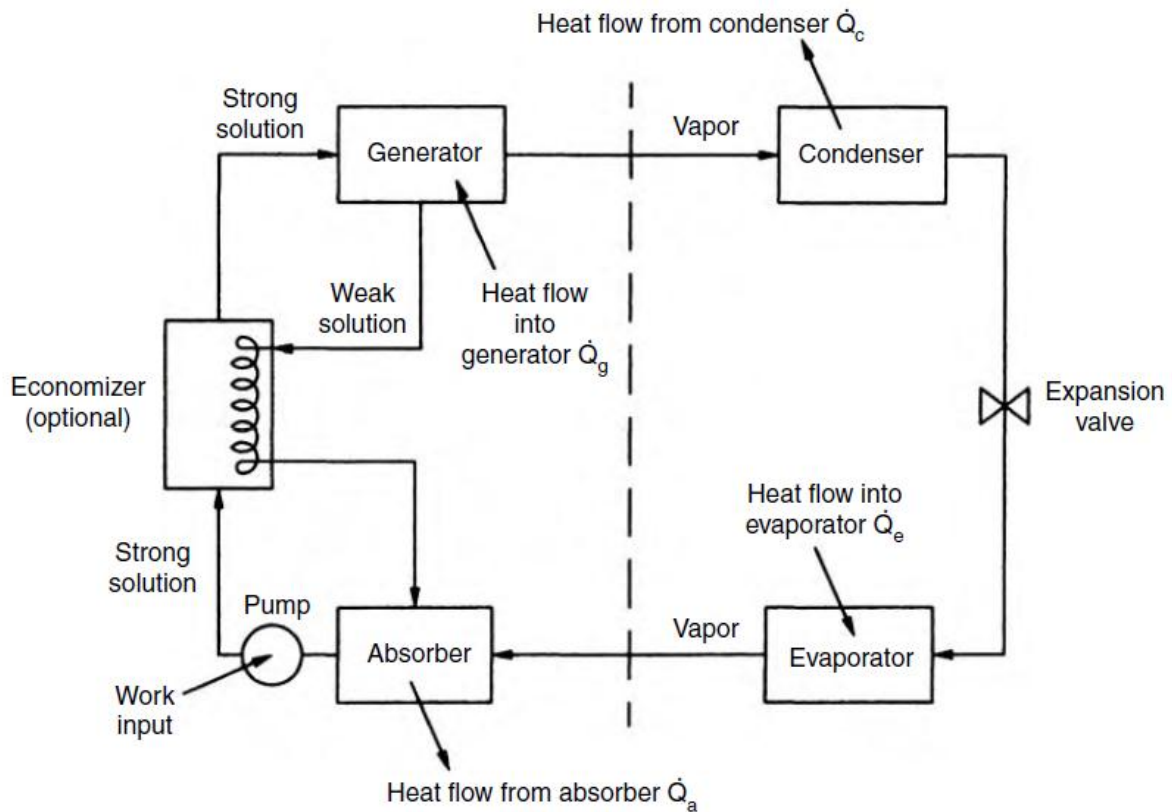 Heat flow from condenser Q̇c
Strong
solution
Generator
Vapor
Condenser
Weak
solution
Heat flow
into
generator Q̇g
Economizer
(optional)
Expansion
valve
Heat flow into
evaporator Q̇e
Strong
solution
Pump
Absorber
Vapor
Evaporator
Work
input
Heat flow from absorber Q̇a